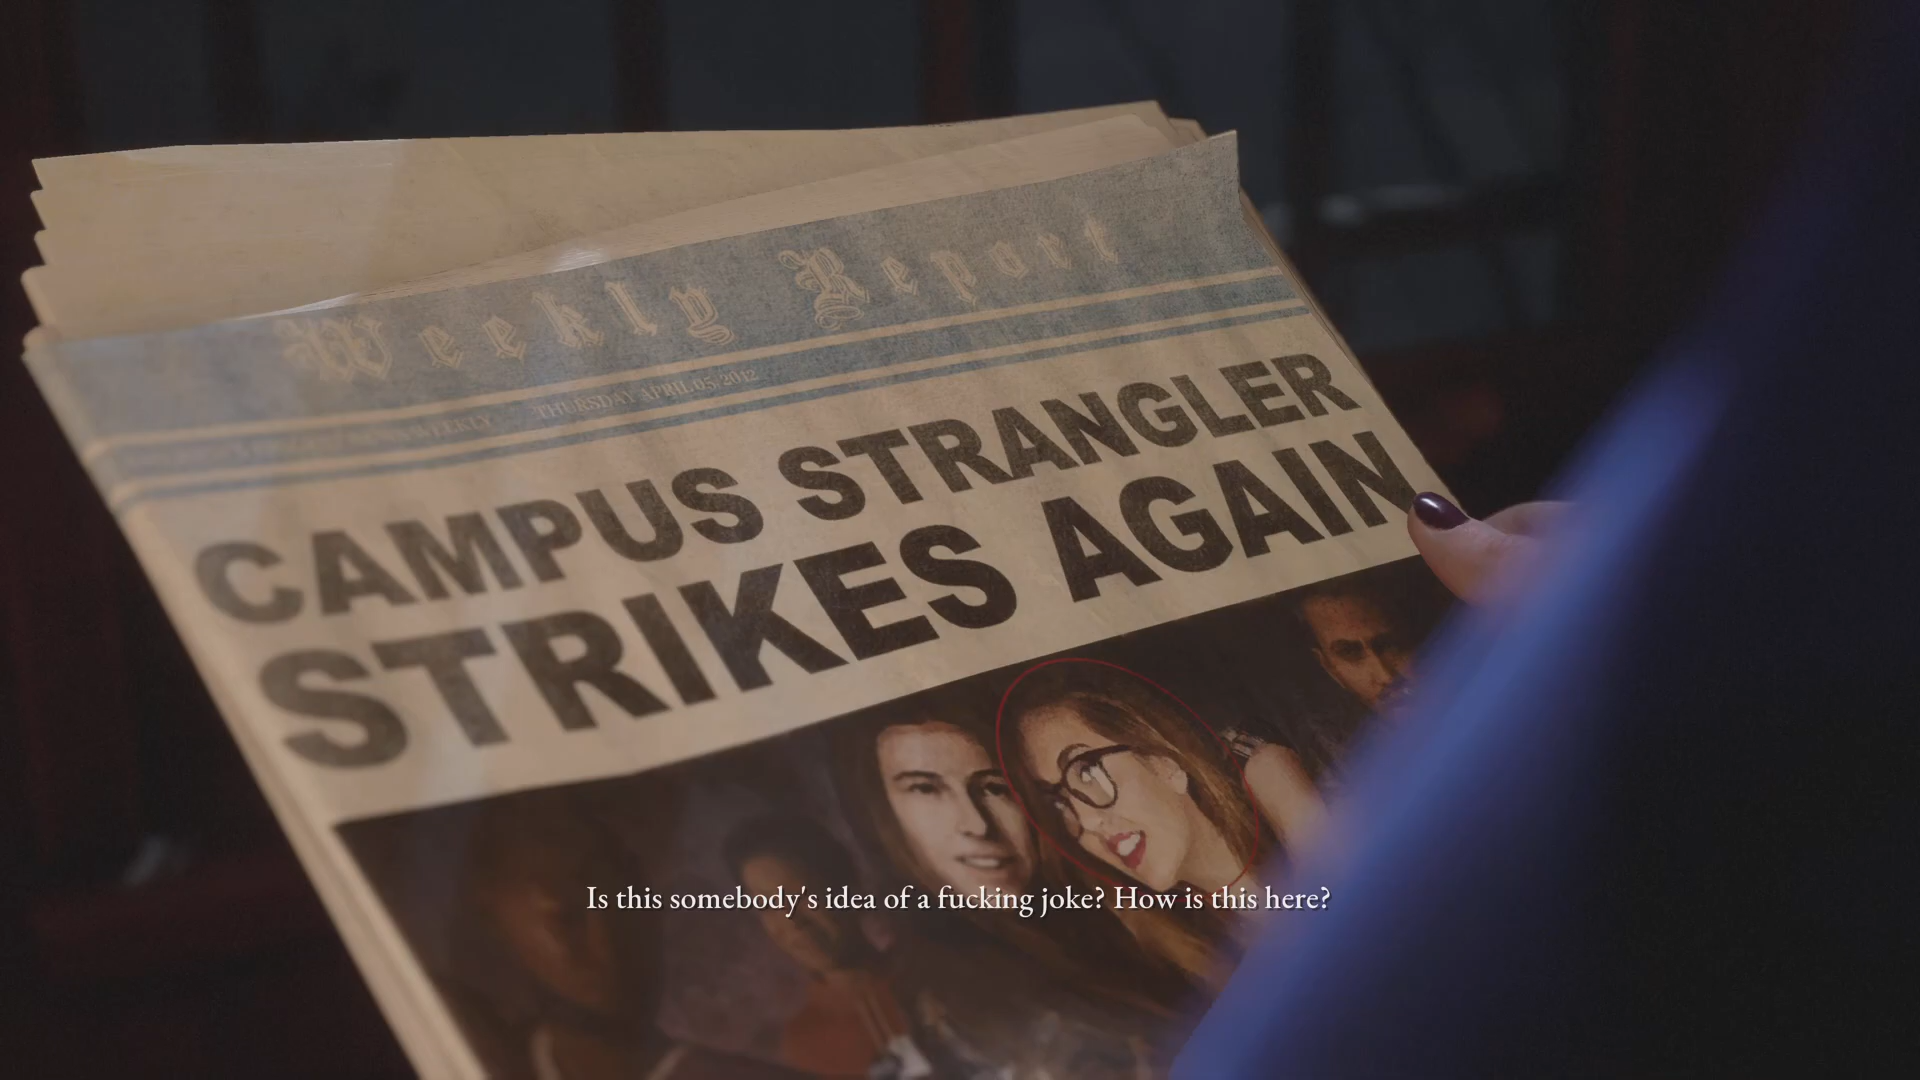 Weekly Report
WEEKLY THURSDAY APRIL 05, 2012
CAMPUS STRANGLER
STRIKES AGAIN
Is this somebody's idea of a fucking joke? How is this here?